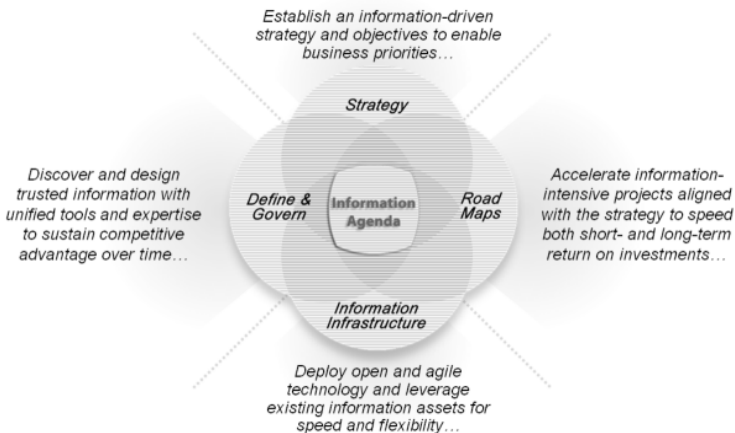 Establish an information-driven
strategy and objectives to enable
business priorities...
Strategy
Discover and design
trusted information with
unified tools and expertise
to sustain competitive
advantage over time...
Define &
Govern
Information
Agenda
Road
Maps
Accelerate information-
intensive projects aligned
with the strategy to speed
both short- and long-term
return on investments...
Information
Infrastructure
Deploy open and agile
technology and leverage
existing information assets for
speed and flexibility...